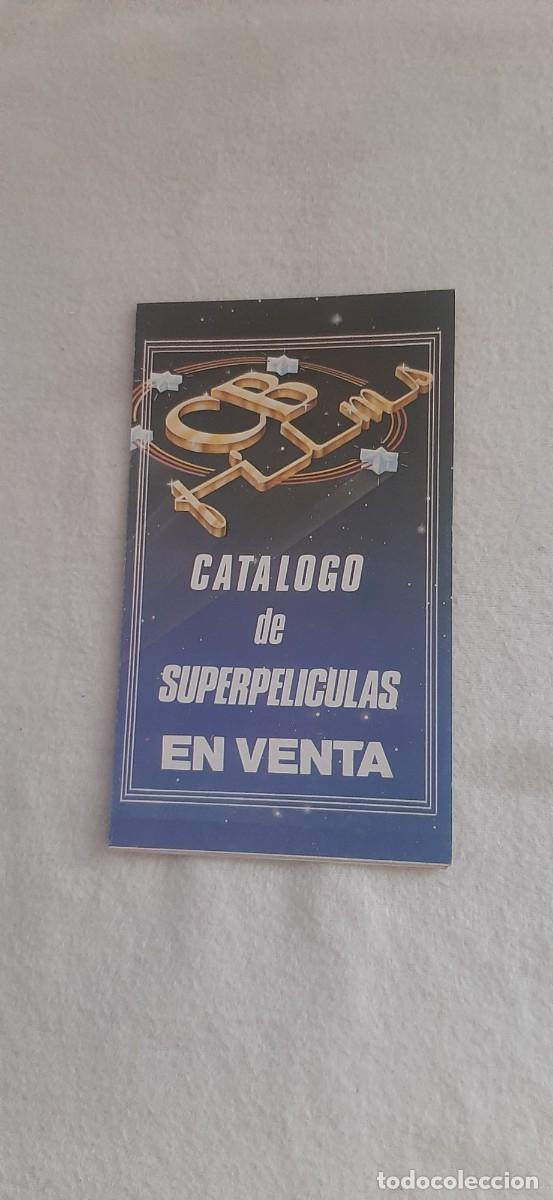 CB
Films
CATALOGO
de
SUPERPELICULAS
EN VENTA
todocoleccion